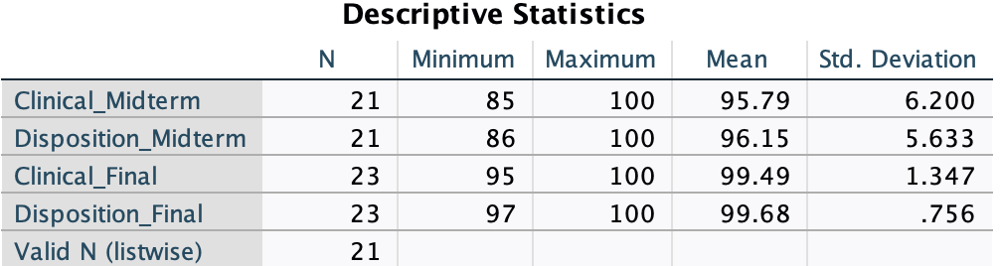 Descriptive Statistics
N Minimum Maximum Mean Std. Deviation
Clinical_Midterm 21 85 100 95.79 6.200
Disposition_Midterm 21 86 100 96.15 5.633
Clinical_Final 23 95 100 99.49 1.347
Disposition_Final 23 97 100 99.68 .756
Valid N (listwise) 21